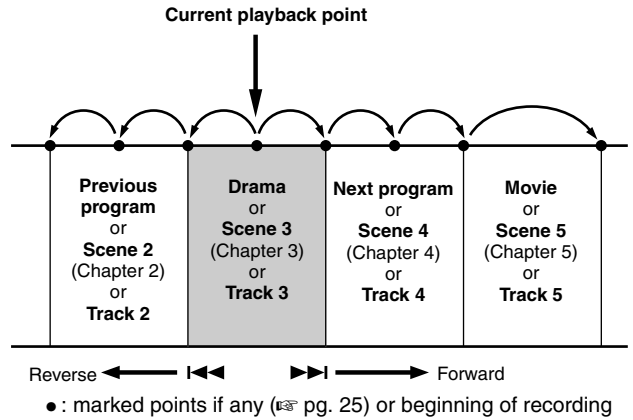 Current playback point
Previous
program
or
Scene 2
(Chapter 2)
or
Track 2
Drama
or
Scene 3
(Chapter 3)
or
Track 3
Next program
or
Scene 4
(Chapter 4)
or
Track 4
Movie
or
Scene 5
(Chapter 5)
or
Track 5
Reverse
Forward
● : marked points if any (☞ pg. 25) or beginning of recording